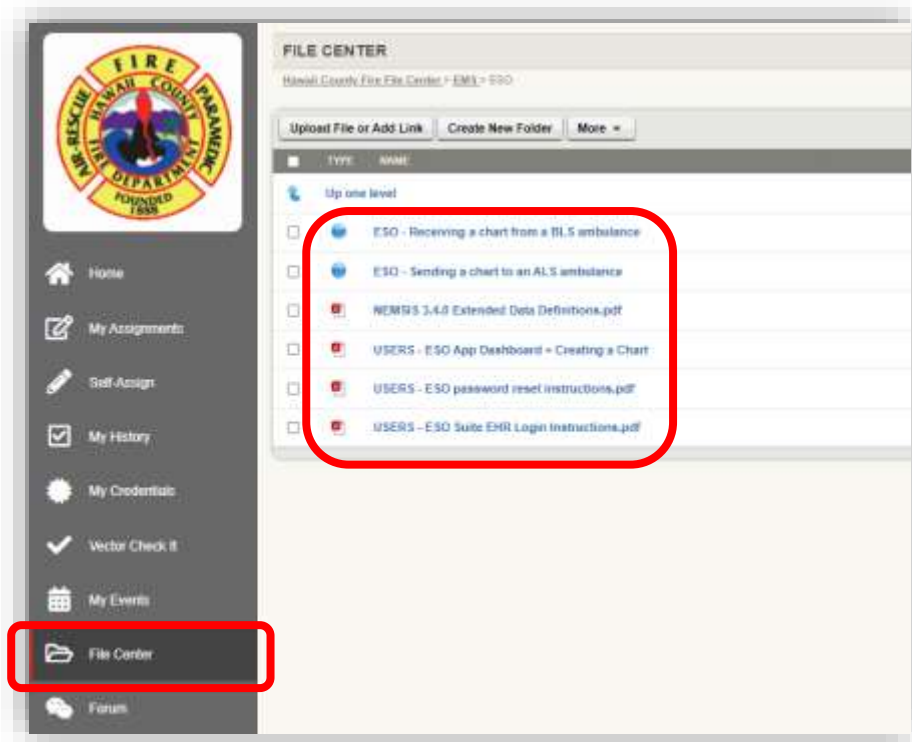 FIRE
HAWAII COUNTY
AIR-RESCUE
PARAMEDIC
FIRE
DEPARTMENT
FOUNDED
1888
Home
My Assignments
Self-Assign
My History
My Credentials
Vector Check It
My Events
File Center
Forum
FILE CENTER
Hawaii County Fire File Center > EMS > ESO
Upload File or Add Link Create New Folder More
TYPE NAME
Up one level
ESO - Receiving a chart from a BLS ambulance
ESO - Sending a chart to an ALS ambulance
NEMSIS 3.4.0 Extended Data Definitions.pdf
USERS - ESO App Dashboard + Creating a Chart
USERS - ESO password reset instructions.pdf
USERS - ESO Suite EHR Login Instructions.pdf